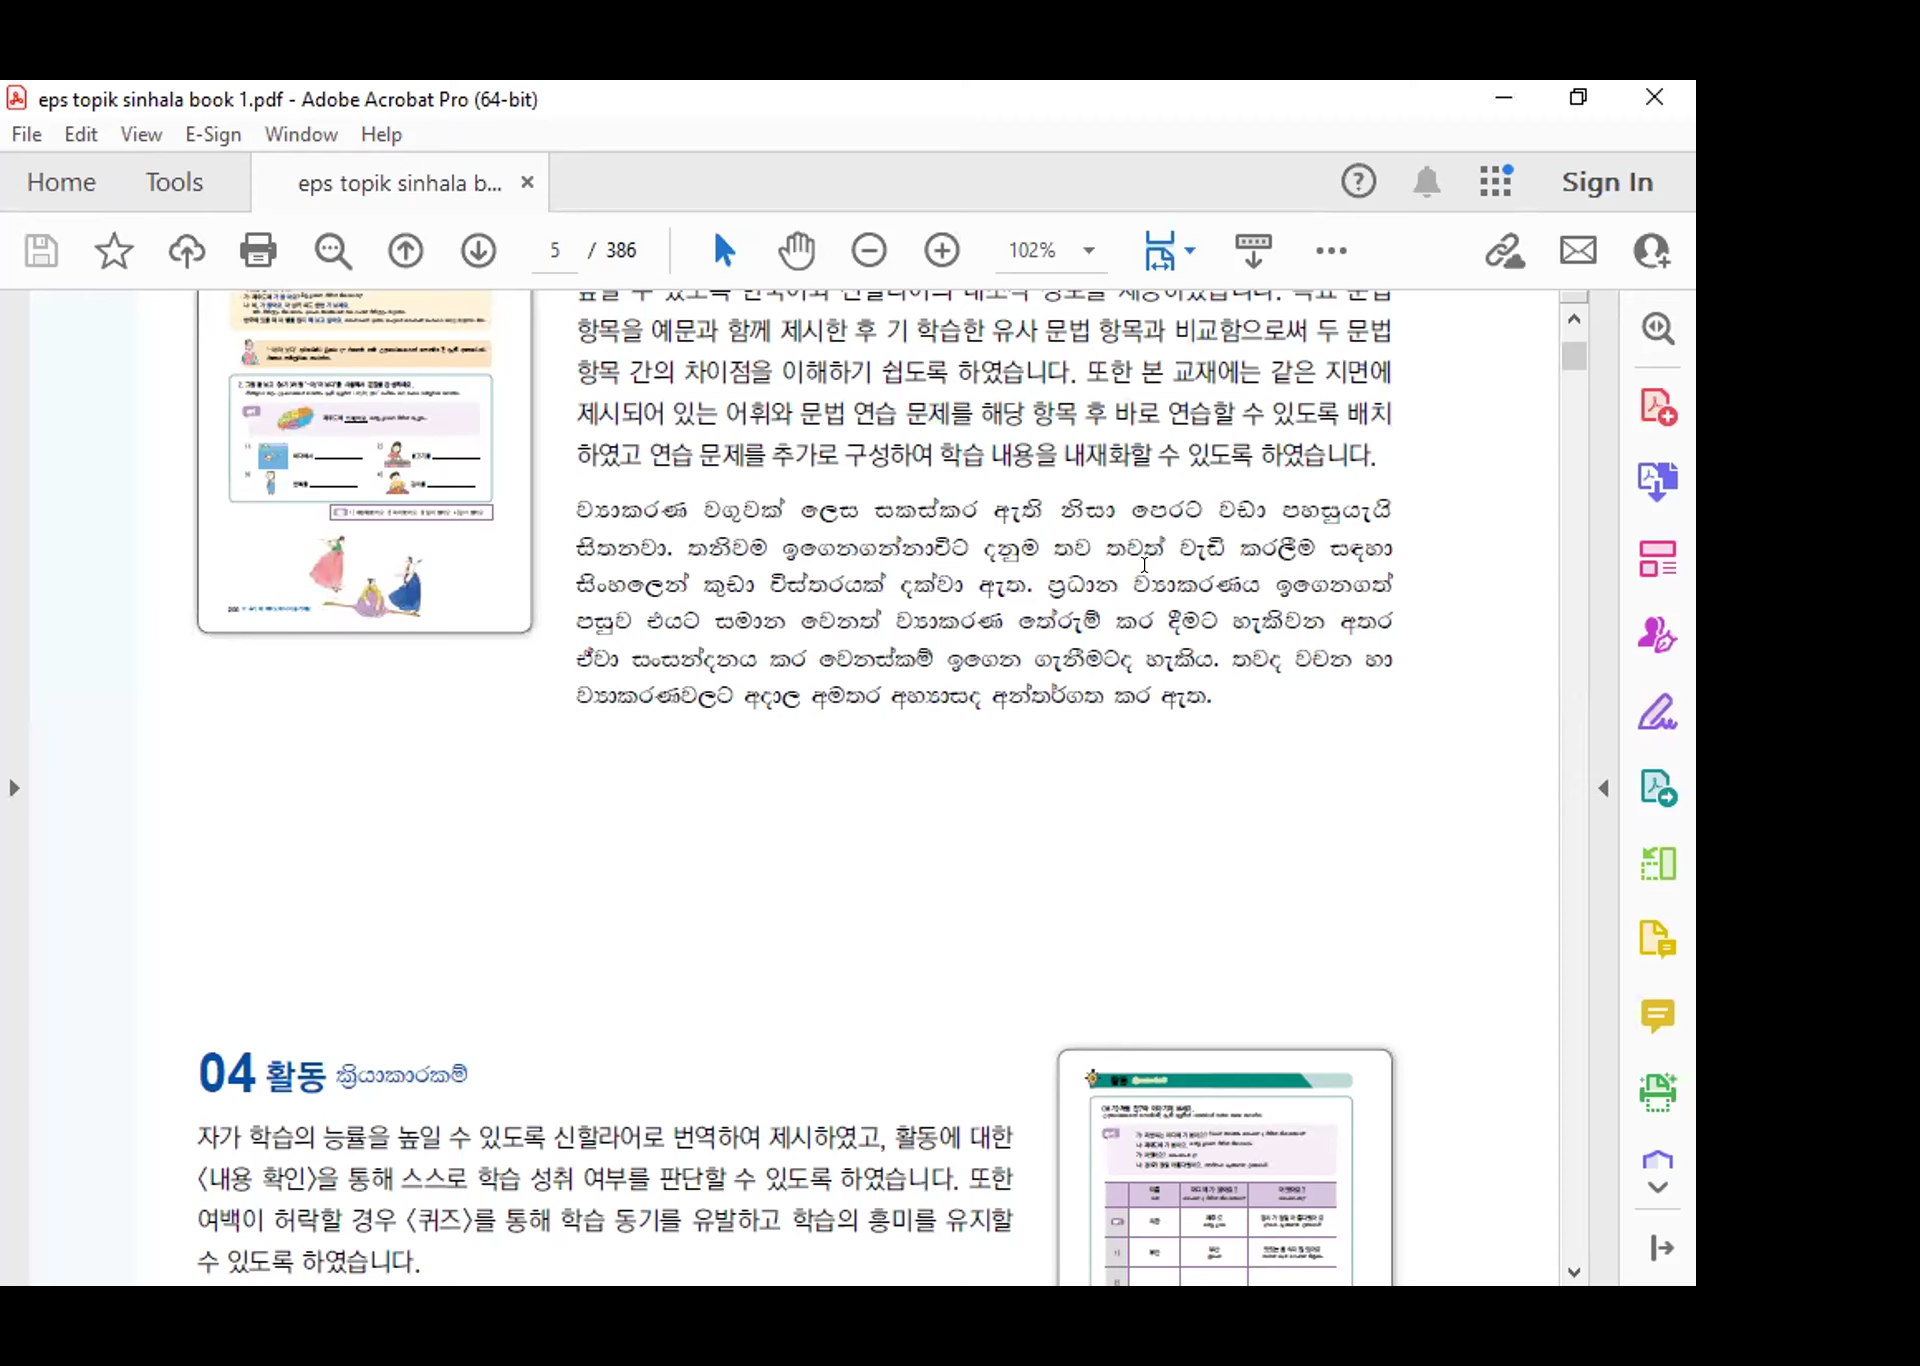 eps topik sinhala book 1.pdf - Adobe Acrobat Pro (64-bit)
File Edit View E-Sign Window Help
Home Tools eps topik sinhala b... Sign In
5 / 386 102%
항목을 예문과 함께 제시한 후 기 학습한 유사 문법 항목과 비교함으로써 두 문법
항목 간의 차이점을 이해하기 쉽도록 하였습니다. 또한 본 교재에는 같은 지면에
제시되어 있는 어휘와 문법 연습 문제를 해당 항목 후 바로 연습할 수 있도록 배치
하였고 연습 문제를 추가로 구성하여 학습 내용을 내재화할 수 있도록 하였습니다.
ව්‍යාකරණ වගුවක් ලෙස සකස්කර ඇති නිසා පෙරට වඩා පහසුයැයි
සිතනවා. තනිවම ඉගෙනගන්නාවිට දනුම තව තවත් වැඩි කරලීම සඳහා
සිංහලෙන් කුඩා විස්තරයක් දක්වා ඇත. ප්‍රධාන ව්‍යාකරණය ඉගෙනගත්
පසුව එයට සමාන වෙනත් ව්‍යාකරණ තේරුම් කර දීමට හැකිවන අතර
ඒවා සංසන්දනය කර වෙනස්කම් ඉගෙන ගැනීමටද හැකිය. තවද වචන හා
ව්‍යාකරණවලට අදාල අමතර අභ්‍යාසද අන්තර්ගත කර ඇත.
04 활동 ක්‍රියාකාරකම්
자가 학습의 능률을 높일 수 있도록 신할라어로 번역하여 제시하였고, 활동에 대한
〈내용 확인〉을 통해 스스로 학습 성취 여부를 판단할 수 있도록 하였습니다. 또한
여백이 허락할 경우 〈퀴즈〉를 통해 학습 동기를 유발하고 학습의 흥미를 유지할
수 있도록 하였습니다.